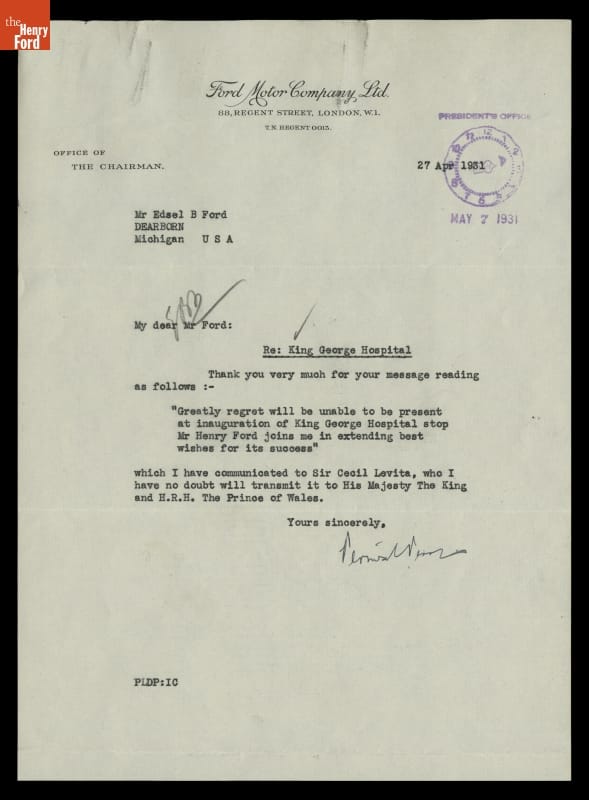 the
Henry
Ford
Ford Motor Company, Ltd.
88, REGENT STREET, LONDON, W.1.
T.N. REGENT 0015.
OFFICE OF
THE CHAIRMAN.
PRESIDENT'S OFFICE
27 Apr 1931
MAY 7 1931
Mr Edsel B Ford
DEARBORN
Michigan U S A
My dear Mr Ford:
Re: King George Hospital
Thank you very much for your message reading
as follows :-
"Greatly regret will be unable to be present
at inauguration of King George Hospital stop
Mr Henry Ford joins me in extending best
wishes for its success"
which I have communicated to Sir Cecil Levita, who I
have no doubt will transmit it to His Majesty The King
and H.R.H. The Prince of Wales.
Yours sincerely,
PLDP:IC